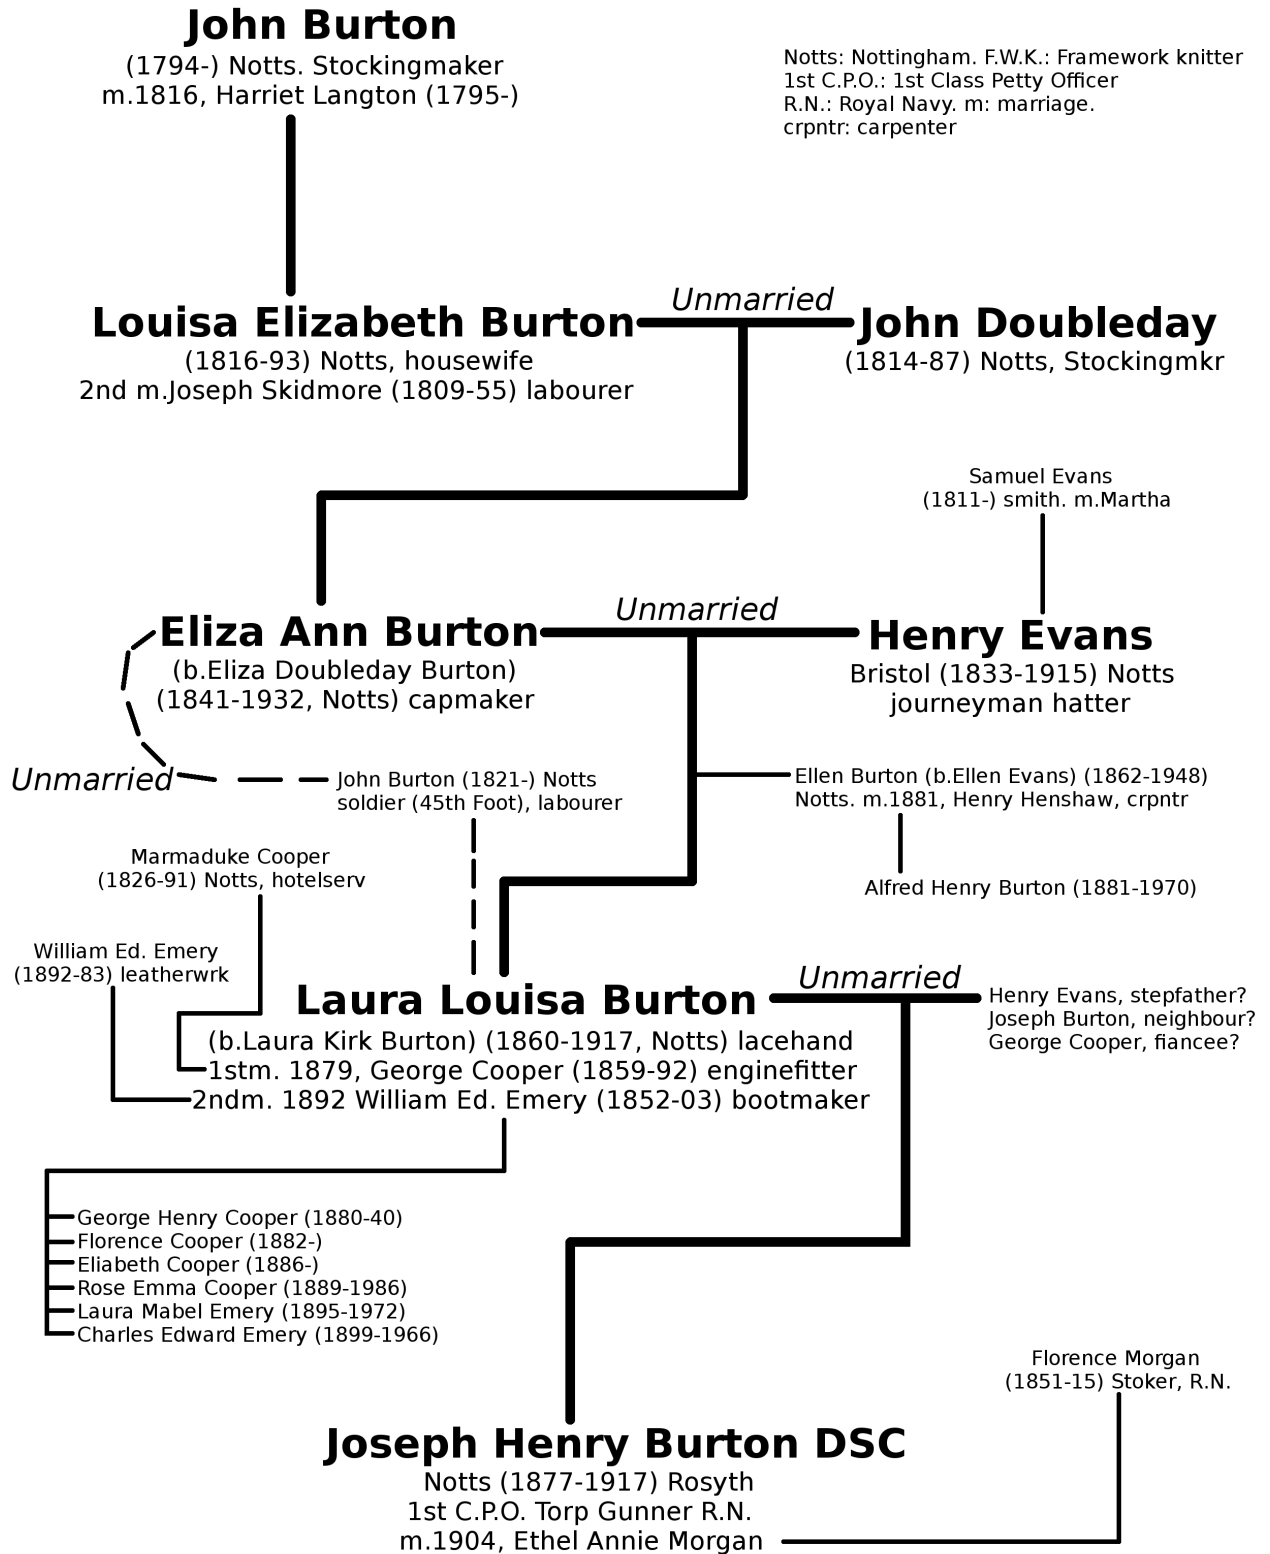 John Burton
(1794-) Notts. Stockingmaker
m.1816, Harriet Langton (1795-)
Notts: Nottingham. F.W.K.: Framework knitter
1st C.P.O.: 1st Class Petty Officer
R.N.: Royal Navy. m: marriage.
crpntr: carpenter
Unmarried
Louisa Elizabeth Burton
(1816-93) Notts, housewife
2nd m.Joseph Skidmore (1809-55) labourer
John Doubleday
(1814-87) Notts, Stockingmkr
Samuel Evans
(1811-) smith. m.Martha
Unmarried
Eliza Ann Burton
(b.Eliza Doubleday Burton)
(1841-1932, Notts) capmaker
Henry Evans
Bristol (1833-1915) Notts
journeyman hatter
Unmarried
John Burton (1821-) Notts
soldier (45th Foot), labourer
Ellen Burton (b.Ellen Evans) (1862-1948)
Notts. m.1881, Henry Henshaw, crpntr
Marmaduke Cooper
(1826-91) Notts, hotelserv
Alfred Henry Burton (1881-1970)
William Ed. Emery
(1892-83) leatherwrk
Unmarried
Laura Louisa Burton
(b.Laura Kirk Burton) (1860-1917, Notts) lacehand
1stm. 1879, George Cooper (1859-92) enginefitter
2ndm. 1892 William Ed. Emery (1852-03) bootmaker
Henry Evans, stepfather?
Joseph Burton, neighbour?
George Cooper, fiancee?
George Henry Cooper (1880-40)
Florence Cooper (1882-)
Eliabeth Cooper (1886-)
Rose Emma Cooper (1889-1986)
Laura Mabel Emery (1895-1972)
Charles Edward Emery (1899-1966)
Florence Morgan
(1851-15) Stoker, R.N.
Joseph Henry Burton DSC
Notts (1877-1917) Rosyth
1st C.P.O. Torp Gunner R.N.
m.1904, Ethel Annie Morgan